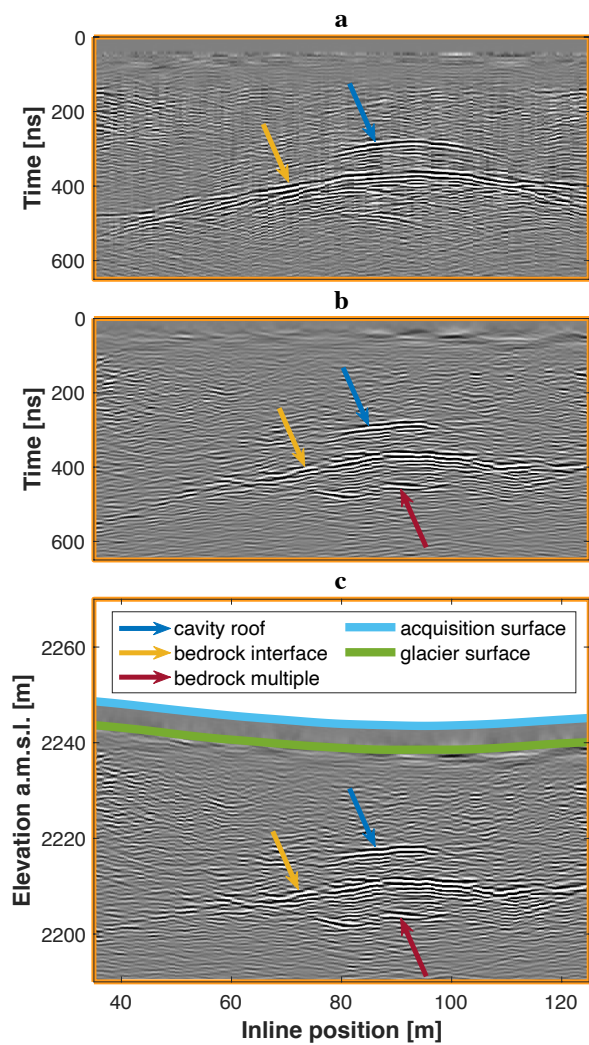 a
0
200
400
600
Time [ns]
b
0
200
400
600
Time [ns]
c
cavity roof
bedrock interface
bedrock multiple
acquisition surface
glacier surface
2260
2240
2220
2200
Elevation a.m.s.l. [m]
40 60 80 100 120
Inline position [m]